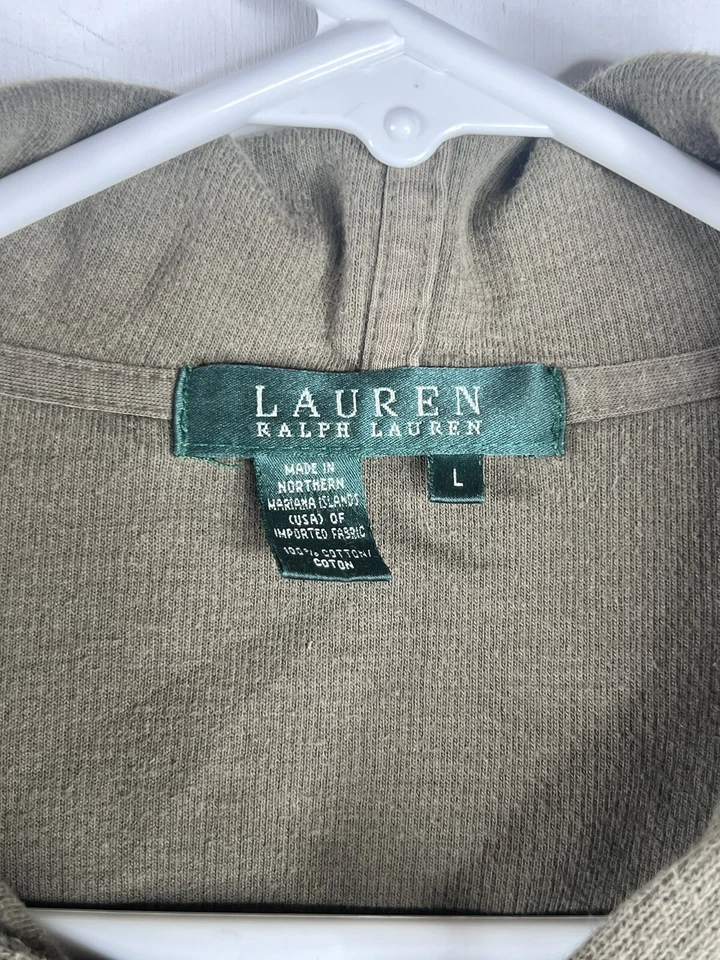 LAUREN
RALPH LAUREN
MADE IN
NORTHERN
MARIANA ISLANDS
(USA) OF
IMPORTED FABRIC
100% COTTON/
COTON
L